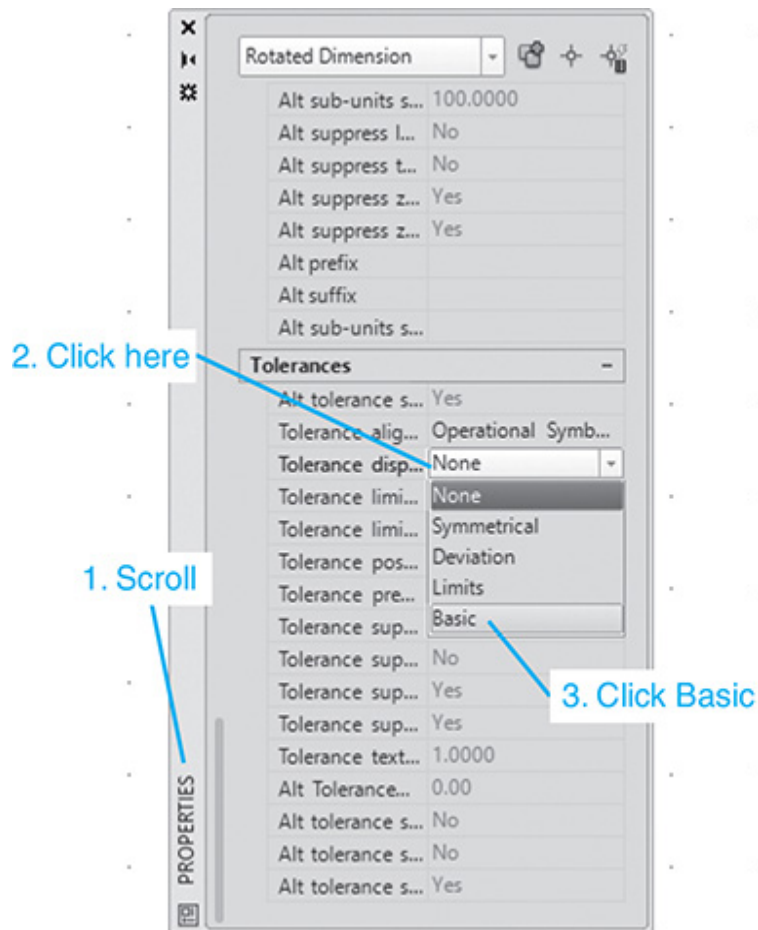 Rotated Dimension
Alt sub-units s... 100.0000
Alt suppress l... No
Alt suppress t... No
Alt suppress z... Yes
Alt suppress z... Yes
Alt prefix
Alt suffix
Alt sub-units s...
2. Click here
Tolerances –
Alt tolerance s... Yes
Tolerance alig... Operational Symb...
Tolerance disp... None
Tolerance limi... None
Tolerance limi... Symmetrical
Tolerance pos... Deviation
Tolerance pre... Limits
Tolerance sup... Basic
1. Scroll
Tolerance sup... No
Tolerance sup... Yes
3. Click Basic
Tolerance sup... Yes
Tolerance text... 1.0000
Alt Tolerance... 0.00
Alt tolerance s... No
Alt tolerance s... No
Alt tolerance s... Yes
PROPERTIES